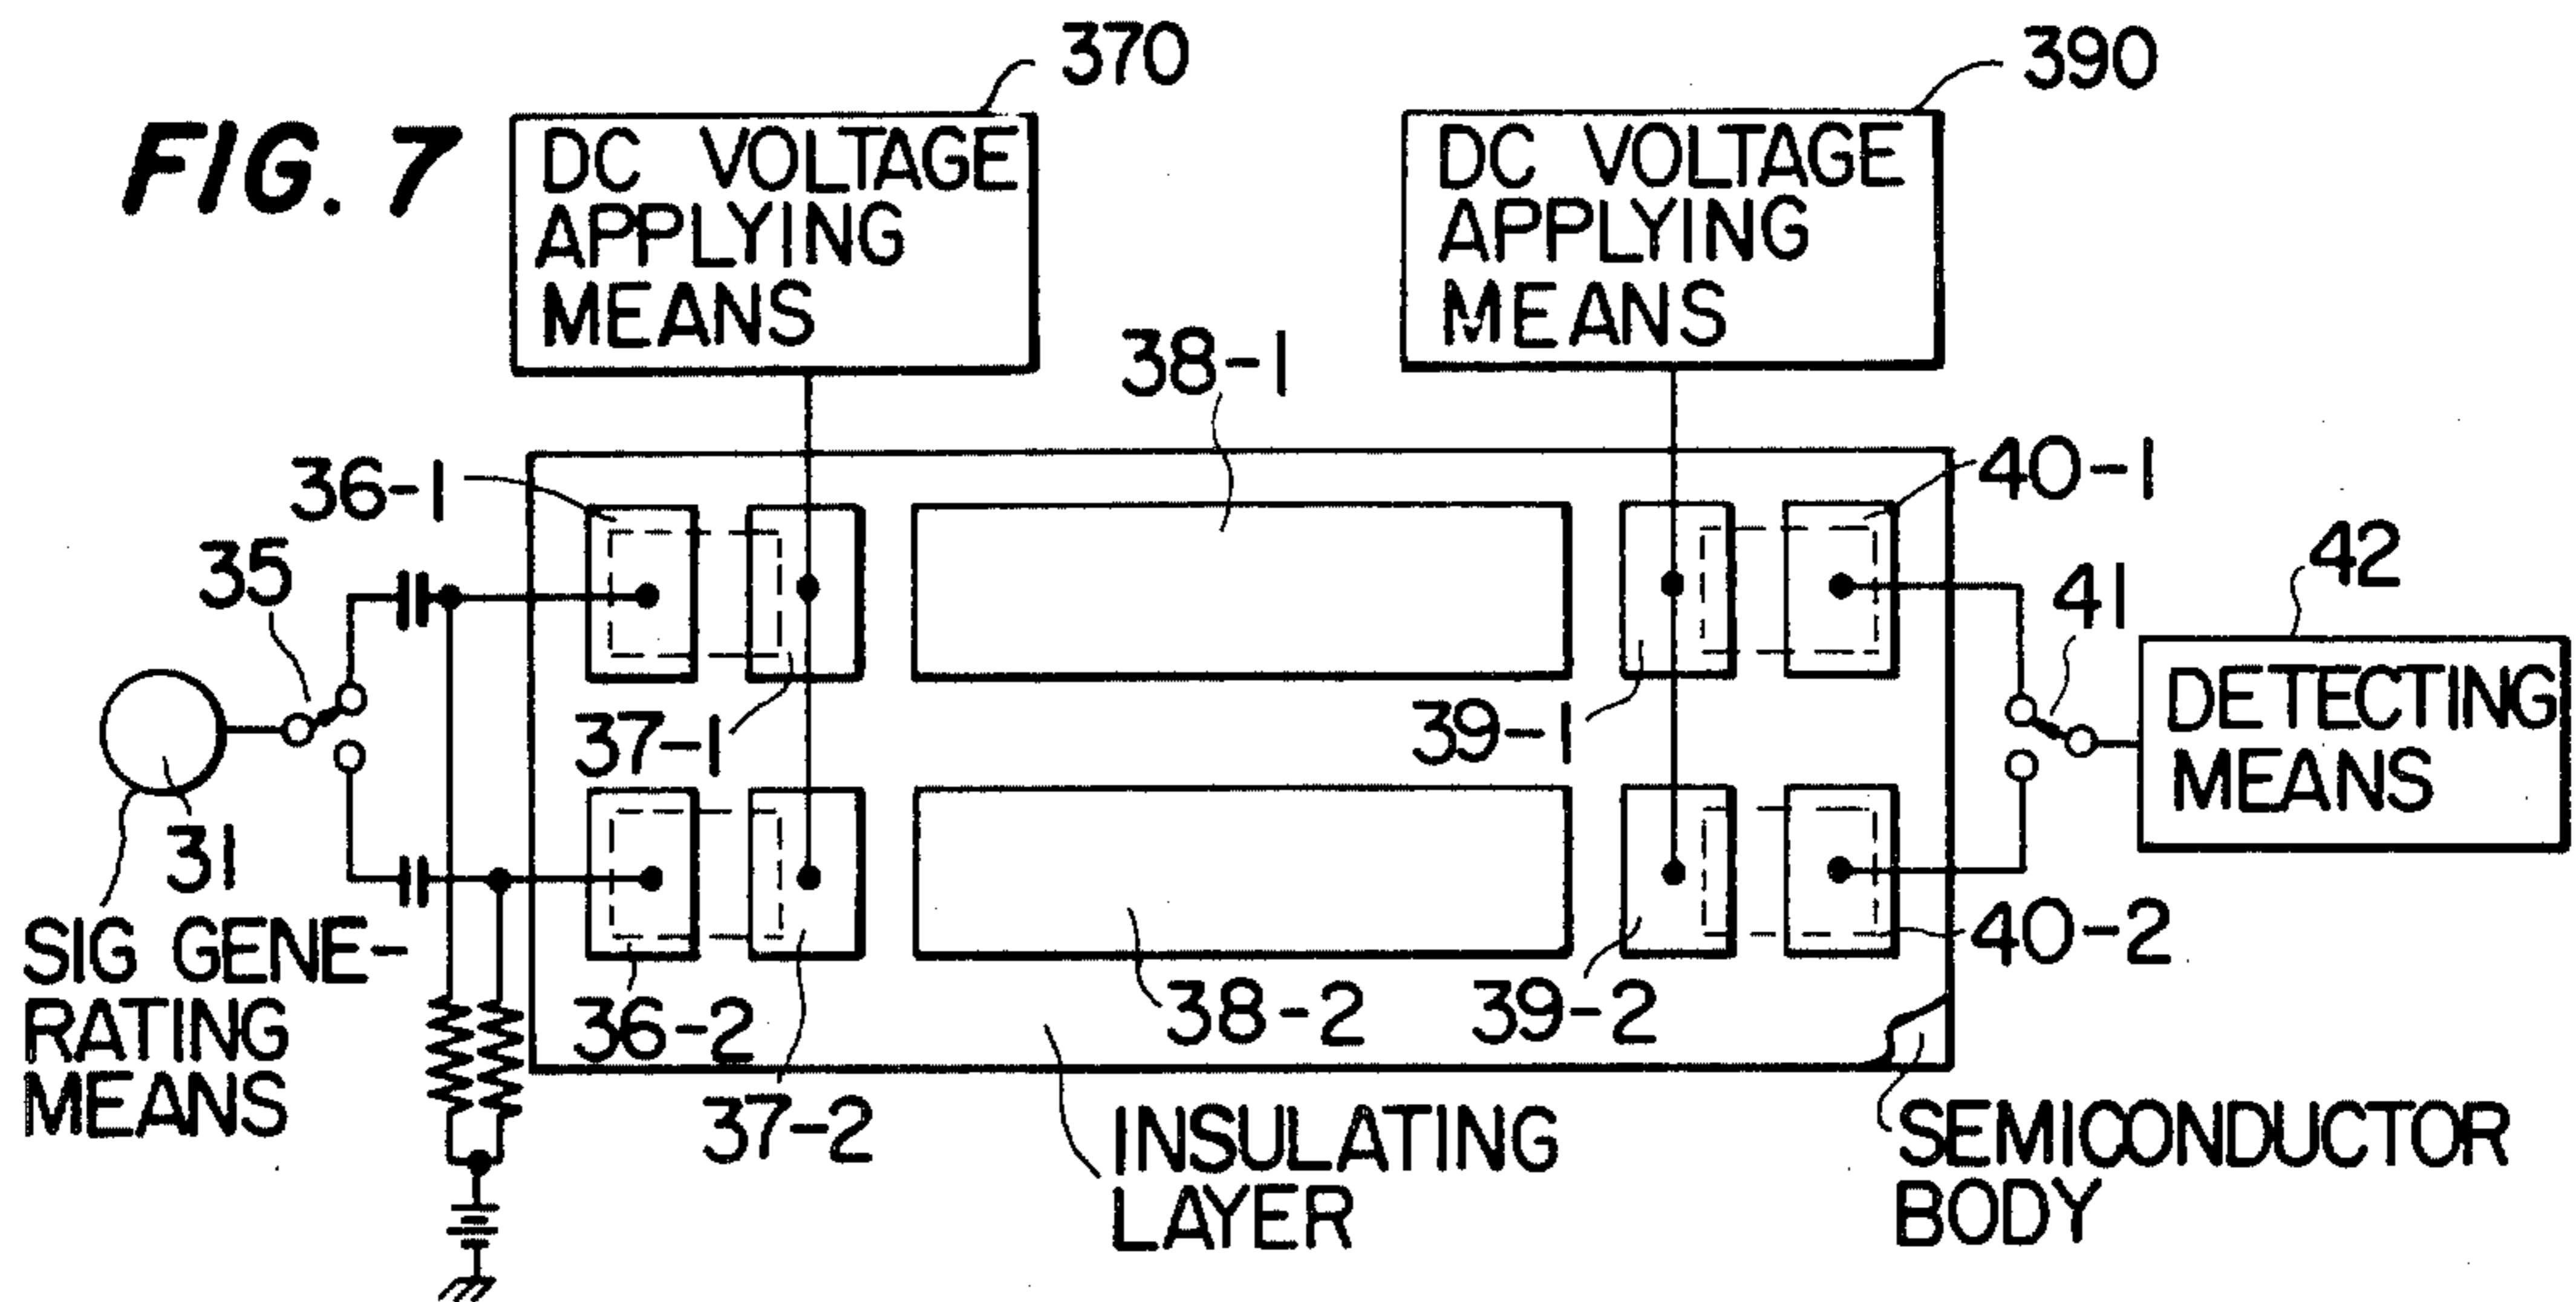 FIG. 7
370
DC VOLTAGE
APPLYING
MEANS
390
DC VOLTAGE
APPLYING
MEANS
38-1
36-1
40-1
35
42
41
DETECTING
MEANS
37-1
39-1
31
SIG GENE-
RATING
MEANS
36-2
37-2
38-2
39-2
40-2
INSULATING
LAYER
SEMICONDUCTOR
BODY